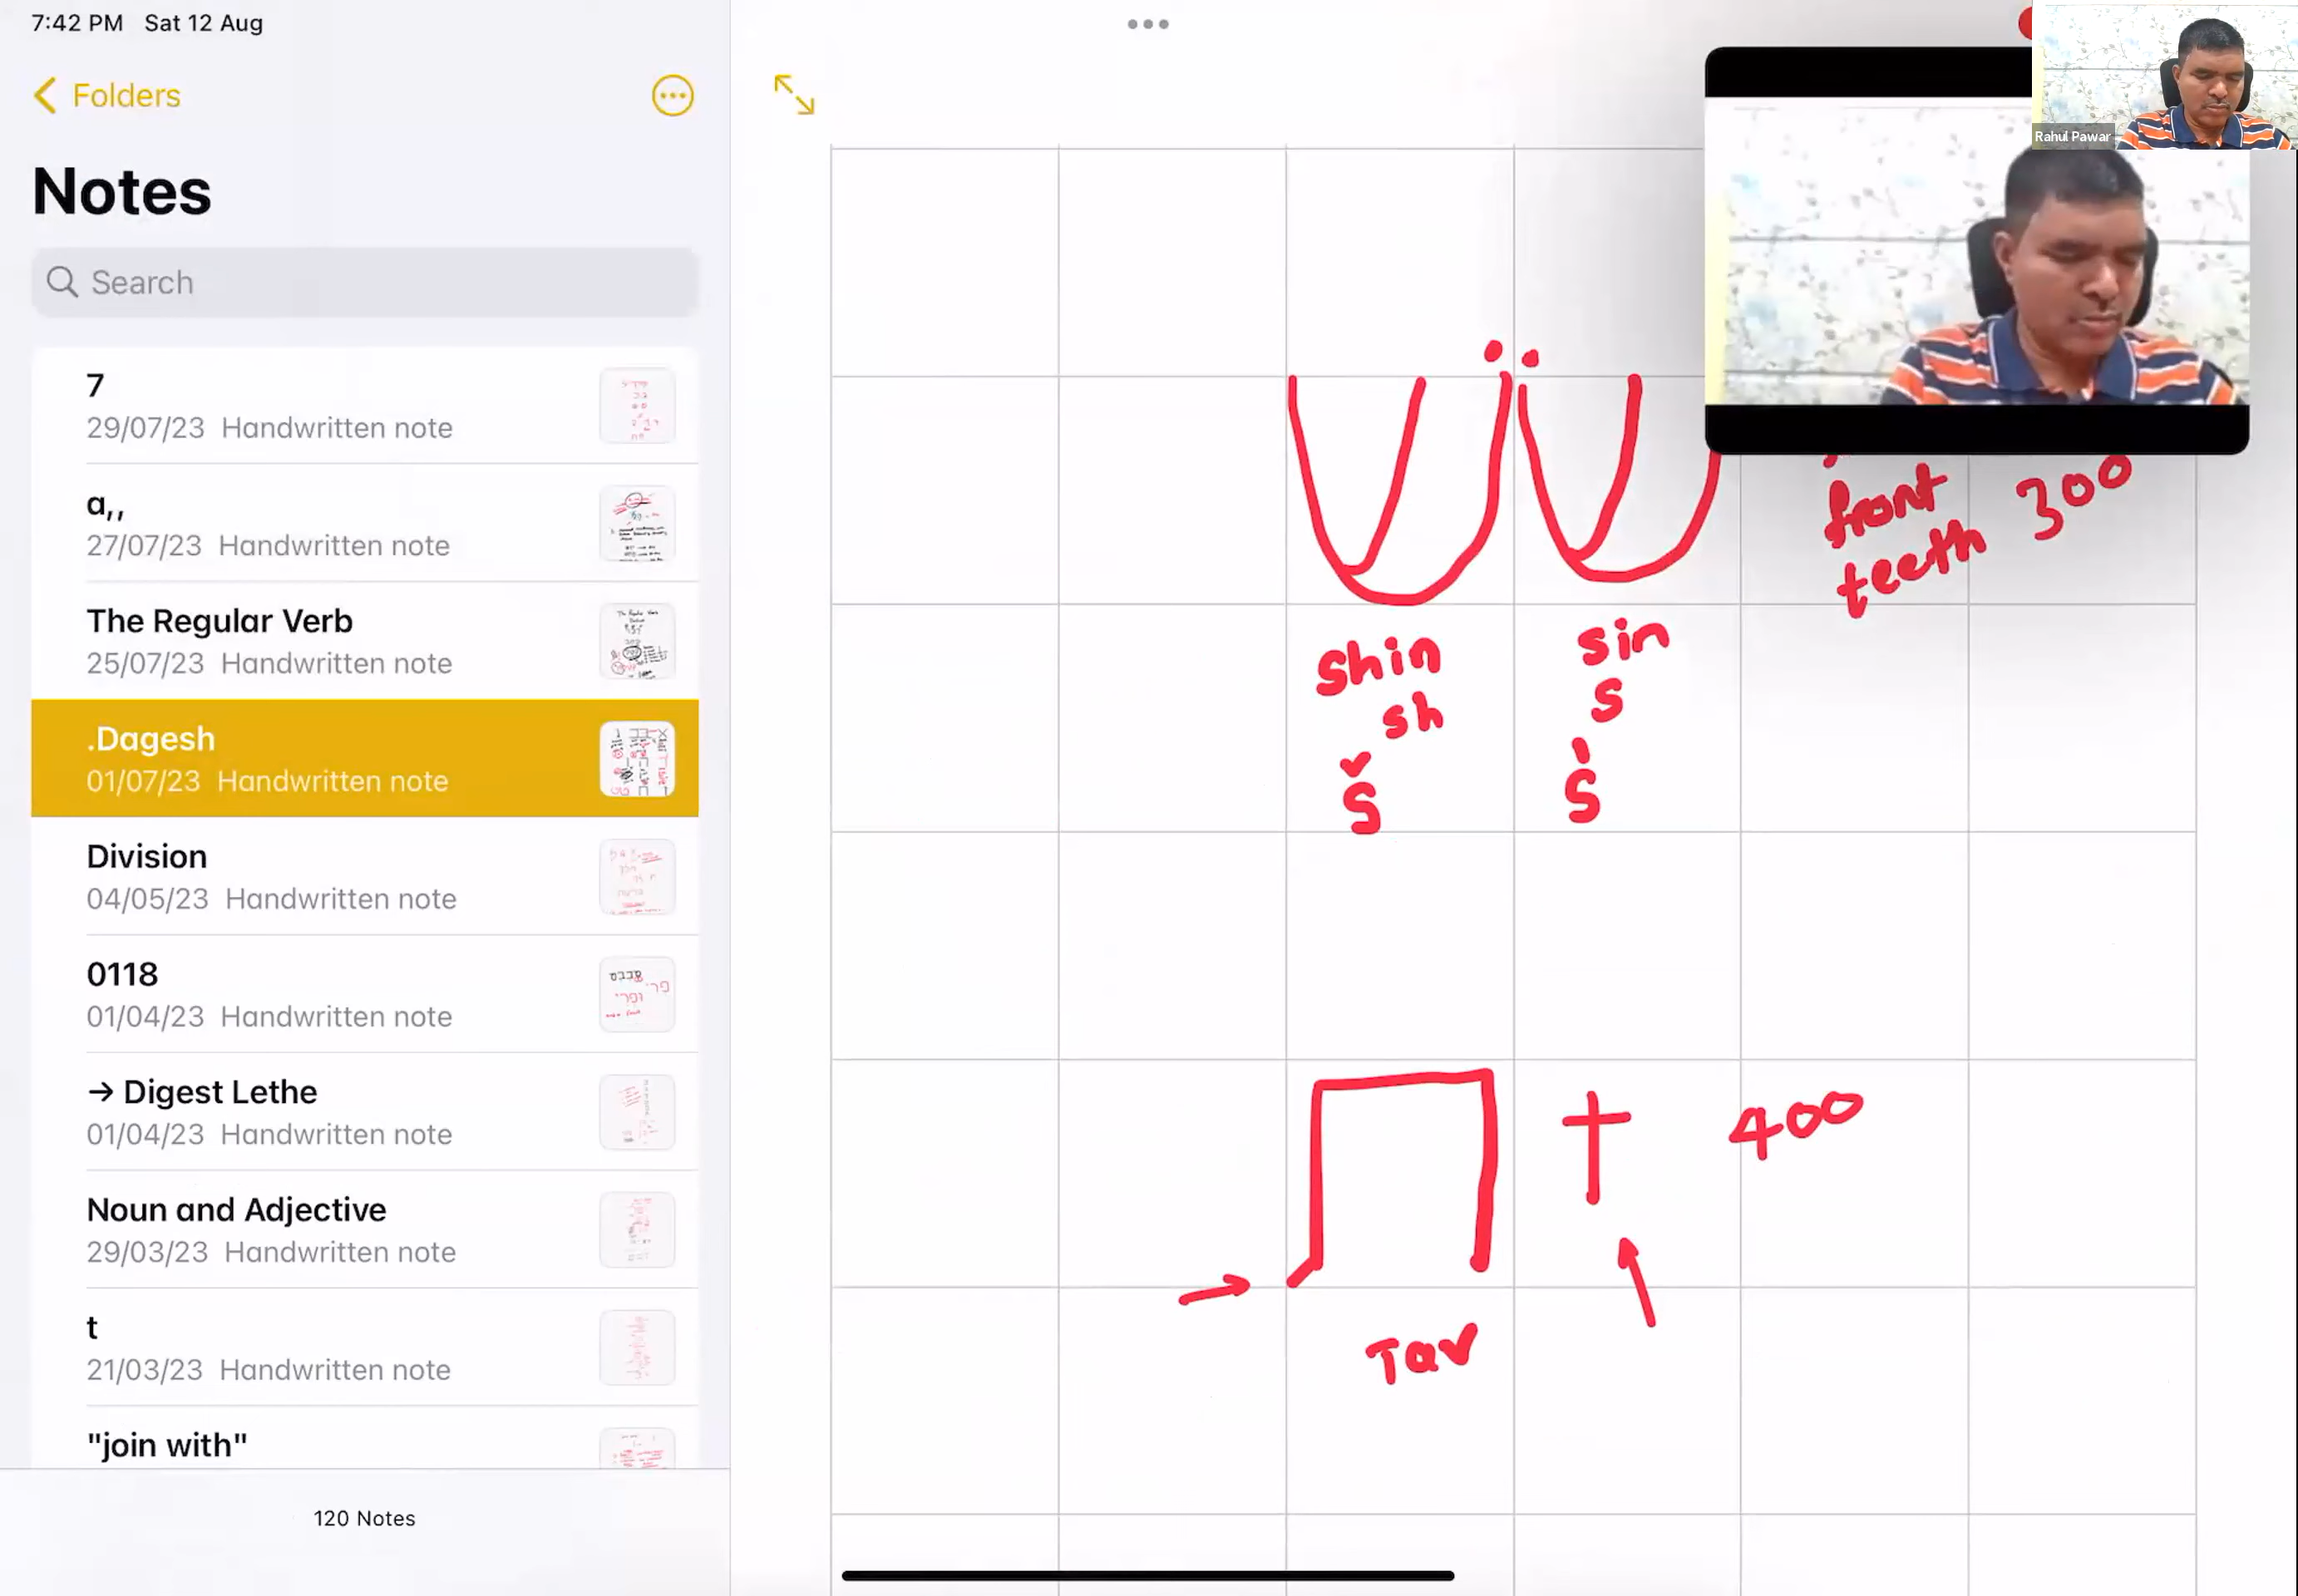 7:42 PM Sat 12 Aug
Folders
Notes
Search
7
29/07/23 Handwritten note
a,,
27/07/23 Handwritten note
The Regular Verb
25/07/23 Handwritten note
.Dagesh
01/07/23 Handwritten note
Division
04/05/23 Handwritten note
0118
01/04/23 Handwritten note
→ Digest Lethe
01/04/23 Handwritten note
Noun and Adjective
29/03/23 Handwritten note
t
21/03/23 Handwritten note
"join with"
120 Notes
Rahul Pawar
שׁ שׂ
front
teeth 300
Shin sin
sh s
š ś
ת t 400
Tav